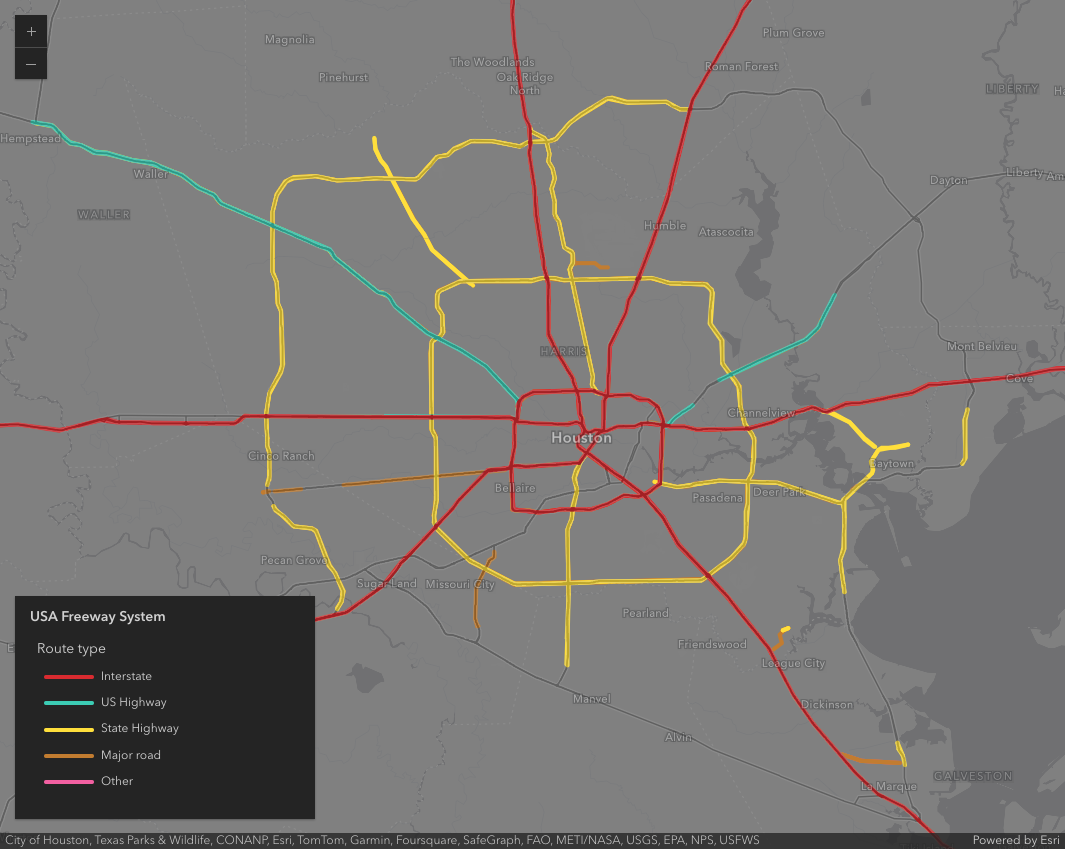 +
−
Magnolia
Plum Grove
The Woodlands
Oak Ridge
North
Pinehurst
Roman Forest
LIBERTY
Ha
Hempstead
Waller
Dayton
Liberty
Am
WALLER
Humble
Atascocita
HARRIS
Mont Belvieu
Cove
Channelview
Houston
Cinco Ranch
Baytown
Bellaire
Pasadena
Deer Park
Pecan Grove
Sugar Land
Missouri City
Pearland
Friendswood
League City
Manvel
Dickinson
Alvin
GALVESTON
La Marque
USA Freeway System
Route type
Interstate
US Highway
State Highway
Major road
Other
City of Houston, Texas Parks & Wildlife, CONANP, Esri, TomTom, Garmin, Foursquare, SafeGraph, FAO, METI/NASA, USGS, EPA, NPS, USFWS
Powered by Esri